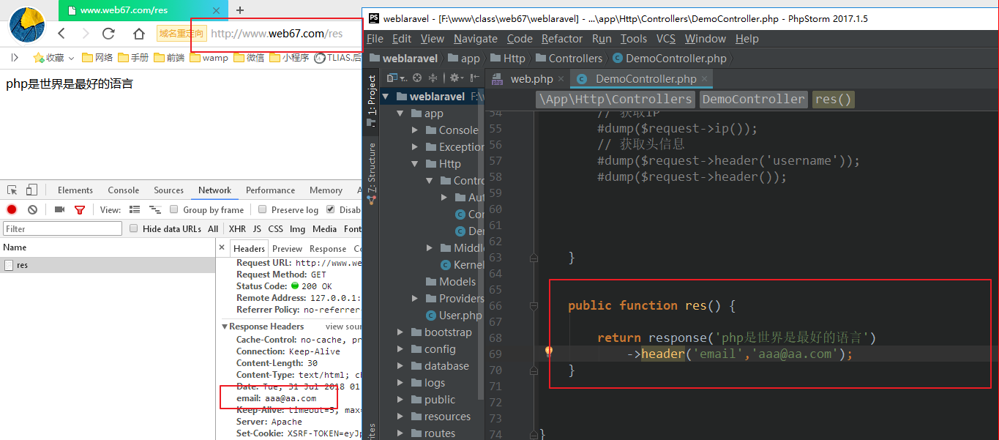 www.web67.com/res
域名重定向 http://www.web67.com/res
收藏 网络 手册 前端 wamp 微信 小程序 TLIAS.后
php是世界是最好的语言
Elements Console Sources Network Performance Memory
View: Group by frame Preserve log Disab
Filter Hide data URLs All XHR JS CSS Img Media Font
Name
res
Headers Preview Response
Request URL: http://www.we
Request Method: GET
Status Code: 200 OK
Remote Address: 127.0.0.1:
Referrer Policy: no-referrer-
Response Headers view sour
Cache-Control: no-cache, pr
Connection: Keep-Alive
Content-Length: 30
Content-Type: text/html; c
Date: Tue, 31 Jul 2018 01
email: aaa@aa.com
Keep-Alive: timeout=5, max=
Server: Apache
Set-Cookie: XSRF-TOKEN=eyJp
weblaravel - [F:\www\class\web67\weblaravel] - ...\app\Http\Controllers\DemoController.php - PhpStorm 2017.1.5
File Edit View Navigate Code Refactor Run Tools VCS Window Help
weblaravel app Http Controllers DemoController.php
1: Project
7: Structure
weblaravel F:\
app
Console
Exception
Http
Contro
Aut
Con
De
Middl
Kernel
Models
Providers
User.php
bootstrap
config
database
logs
public
resources
routes
web.php DemoController.php
\App\Http\Controllers DemoController res()
54 // 获取IP
55 #dump($request->ip());
56 // 获取头信息
57 #dump($request->header('username'));
58 #dump($request->header());
59
60
61
62
63 }
64
65
66 public function res() {
67
68 return response('php是世界是最好的语言')
69 ->header('email','aaa@aa.com');
70 }
71
72
73
74 }